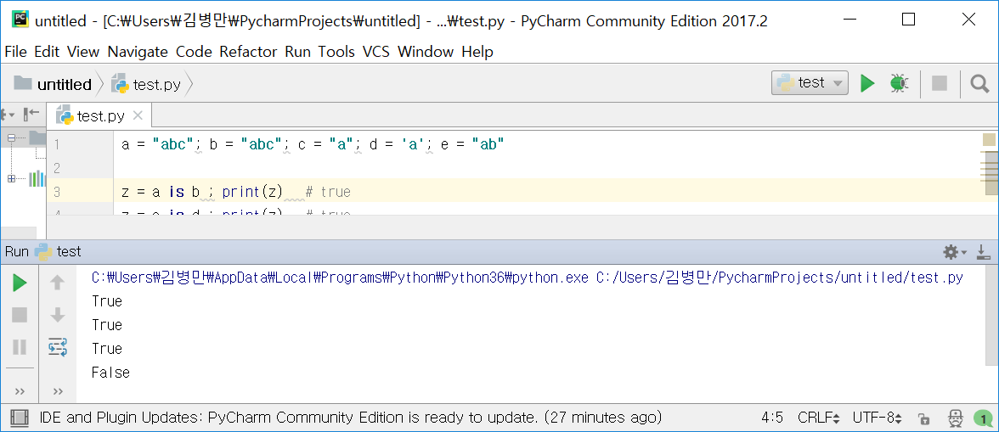 PC untitled - [C:₩Users₩김병만₩PycharmProjects₩untitled] - ...₩test.py - PyCharm Community Edition 2017.2
File Edit View Navigate Code Refactor Run Tools VCS Window Help
untitled test.py test
test.py
1 a = "abc"; b = "abc"; c = "a"; d = 'a'; e = "ab"
2
3 z = a is b ; print(z) # true
4 z = is d ; print(z) # true
Run test
C:₩Users₩김병만₩AppData₩Local₩Programs₩Python₩Python36₩python.exe C:/Users/김병만/PycharmProjects/untitled/test.py
True
True
True
False
IDE and Plugin Updates: PyCharm Community Edition is ready to update. (27 minutes ago) 4:5 CRLF UTF-8 1